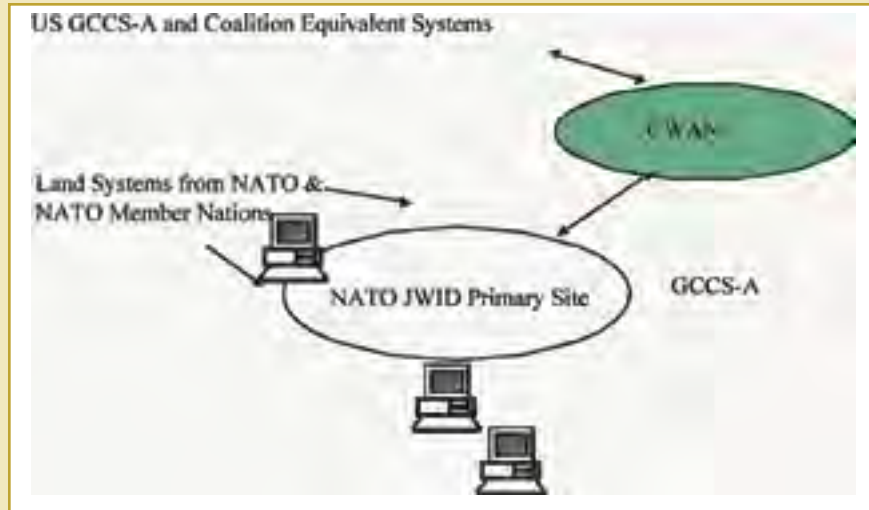 US GCCS-A and Coalition Equivalent Systems
CWAN
Land Systems from NATO &
NATO Member Nations
NATO JWID Primary Site
GCCS-A